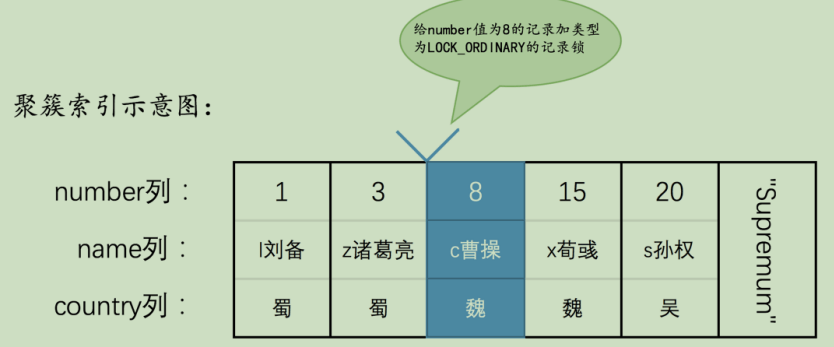 给number值为8的记录加类型
为LOCK_ORDINARY的记录锁
聚簇索引示意图：
number列： 1 3 8 15 20 "Supremum"
name列： l刘备 z诸葛亮 c曹操 x荀彧 s孙权
country列： 蜀 蜀 魏 魏 吴